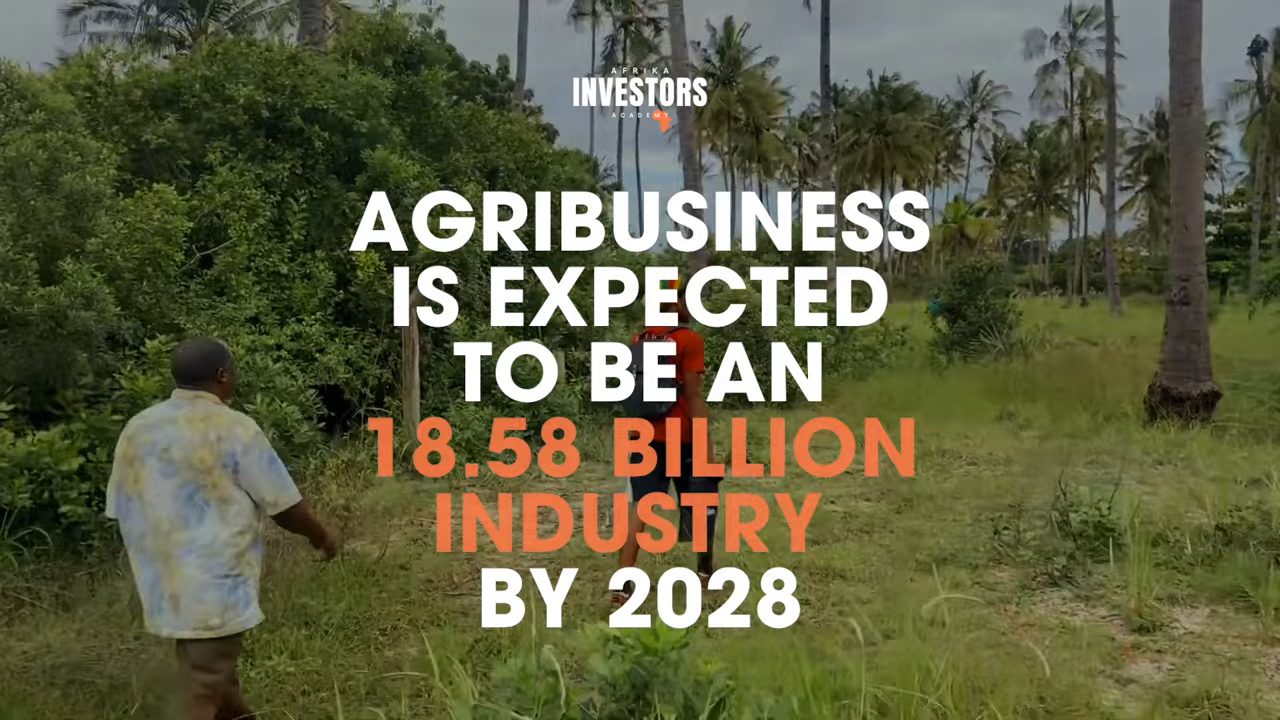 AFRIKA
INVESTORS
ACADEMY
AGRIBUSINESS
IS EXPECTED
TO BE AN
18.58 BILLION
INDUSTRY
BY 2028